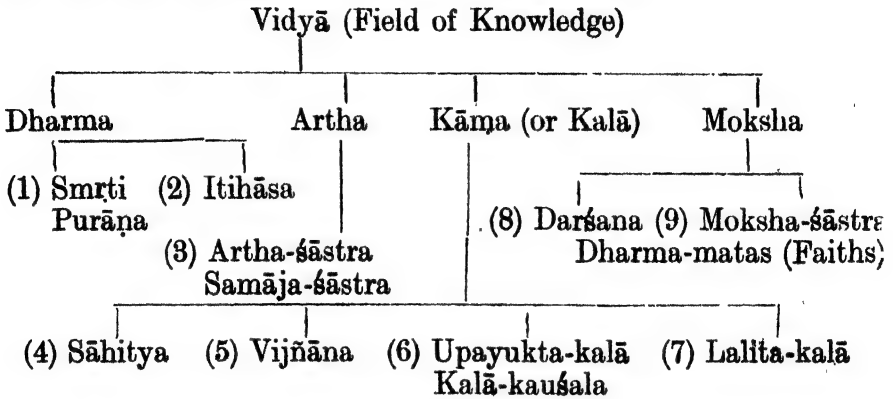 Vidyā (Field of Knowledge)
Dharma Artha Kāma (or Kalā) Moksha
(1) Smṛti (2) Itihāsa
Purāṇa
(8) Darśana (9) Moksha-śāstra
Dharma-matas (Faiths)
(3) Artha-śāstra
Samāja-śāstra
(4) Sāhitya (5) Vijñāna (6) Upayukta-kalā (7) Lalita-kalā
Kalā-kauśala